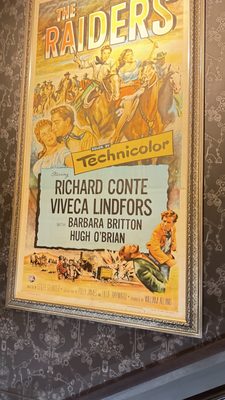 THE
RAIDERS
COLOR BY
Technicolor
Starring
RICHARD CONTE
VIVECA LINDFORS
WITH BARBARA BRITTON
HUGH O'BRIAN